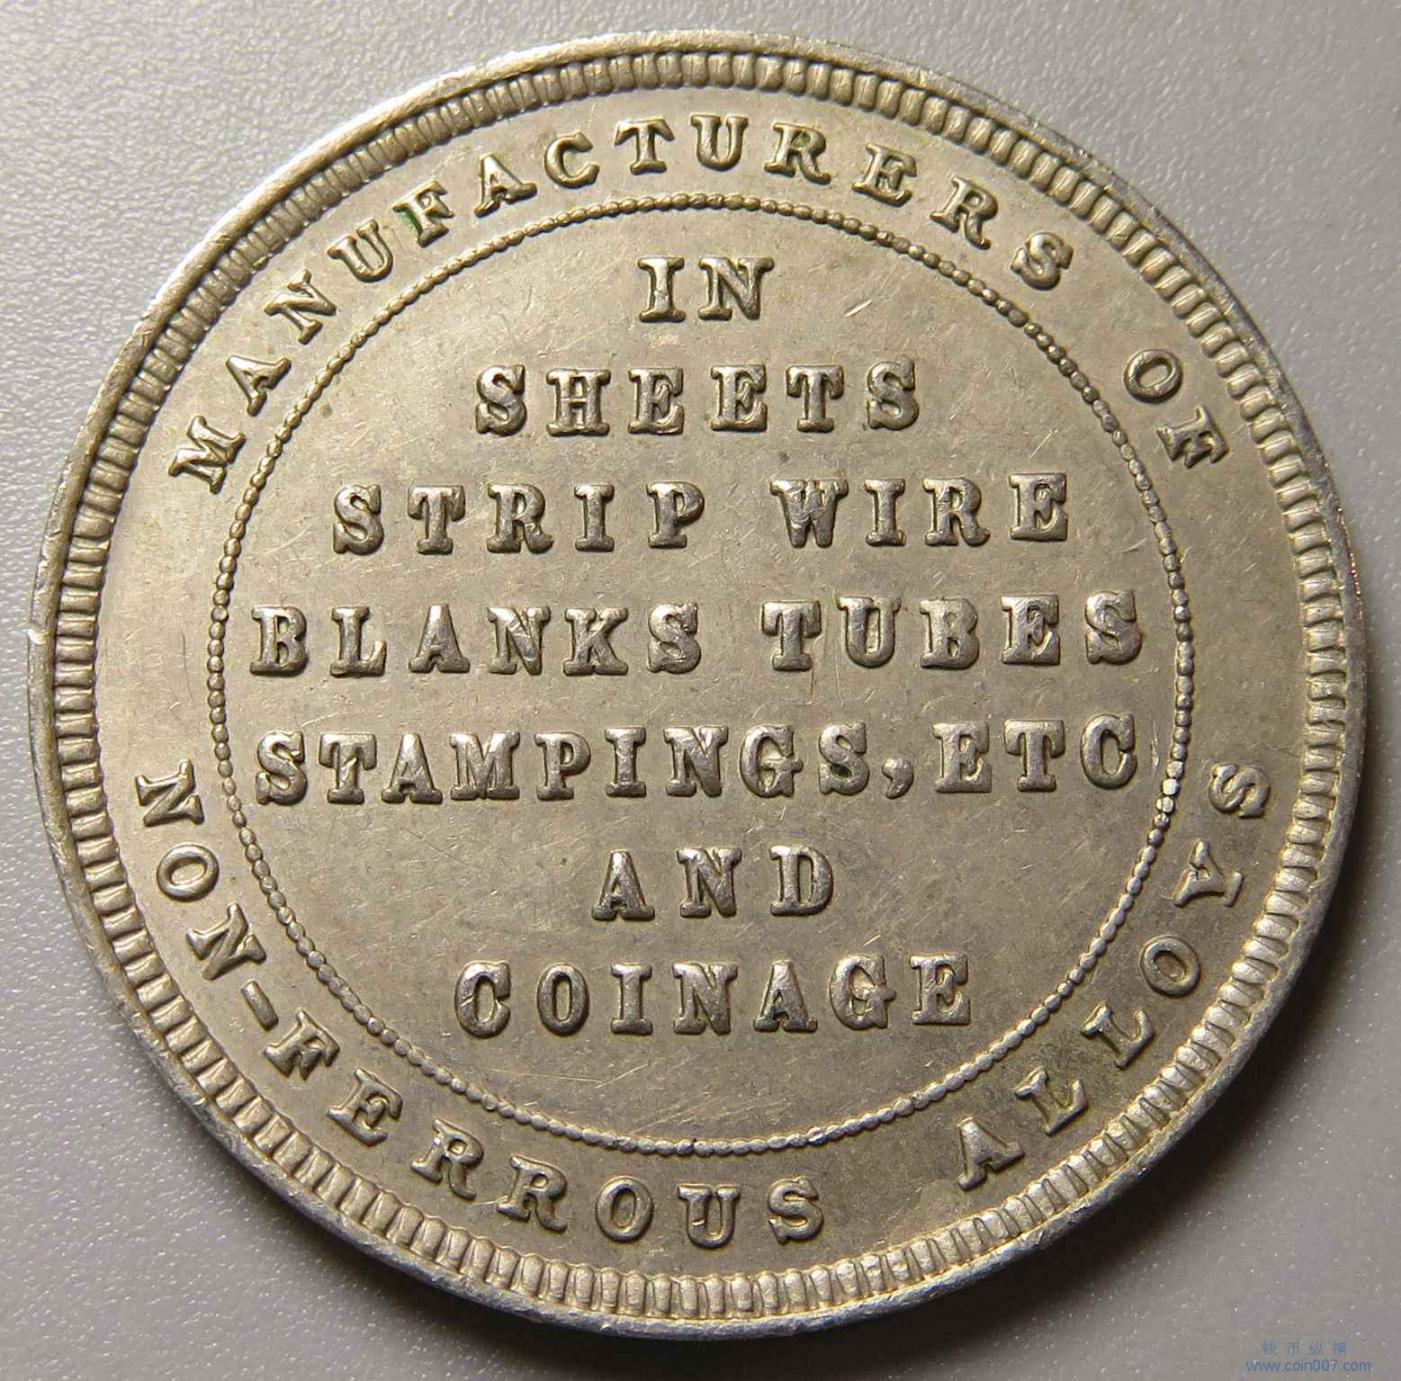 MANUFACTURERS OF
NON-FERROUS ALLOYS
IN
SHEETS
STRIP WIRE
BLANKS TUBES
STAMPINGS, ETC
AND
COINAGE
钱币纵横
www.coin007.com